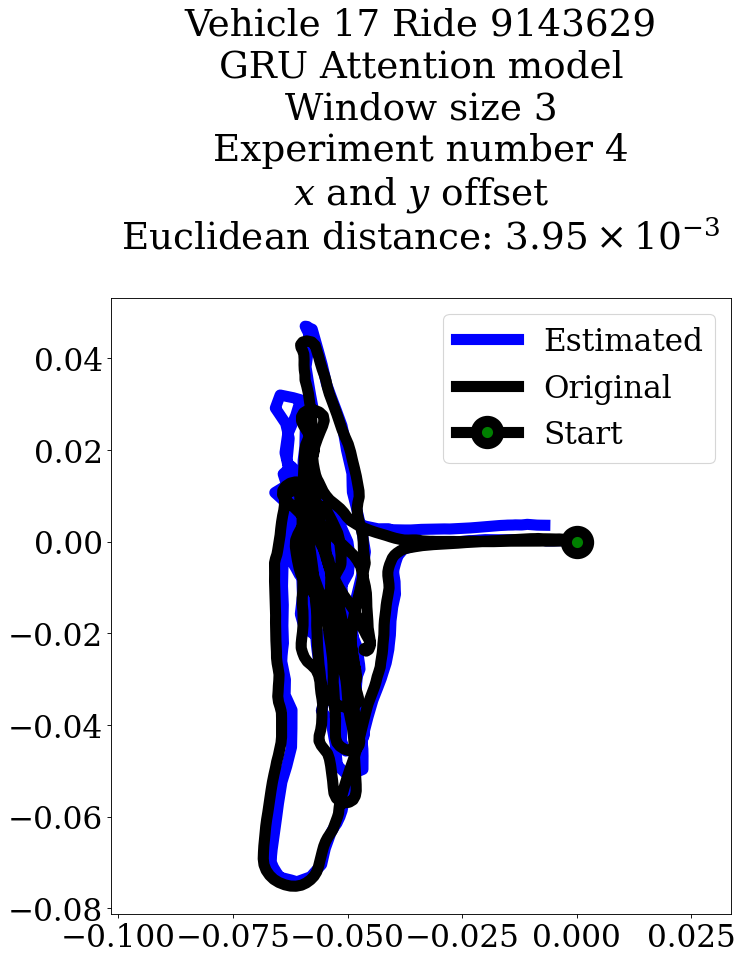 Vehicle 17 Ride 9143629
GRU Attention model
Window size 3
Experiment number 4
x and y offset
Euclidean distance: 3.95 × 10⁻³
Estimated
Original
Start
0.04
0.02
0.00
−0.02
−0.04
−0.06
−0.08
−0.100 −0.075 −0.050 −0.025 0.000 0.025